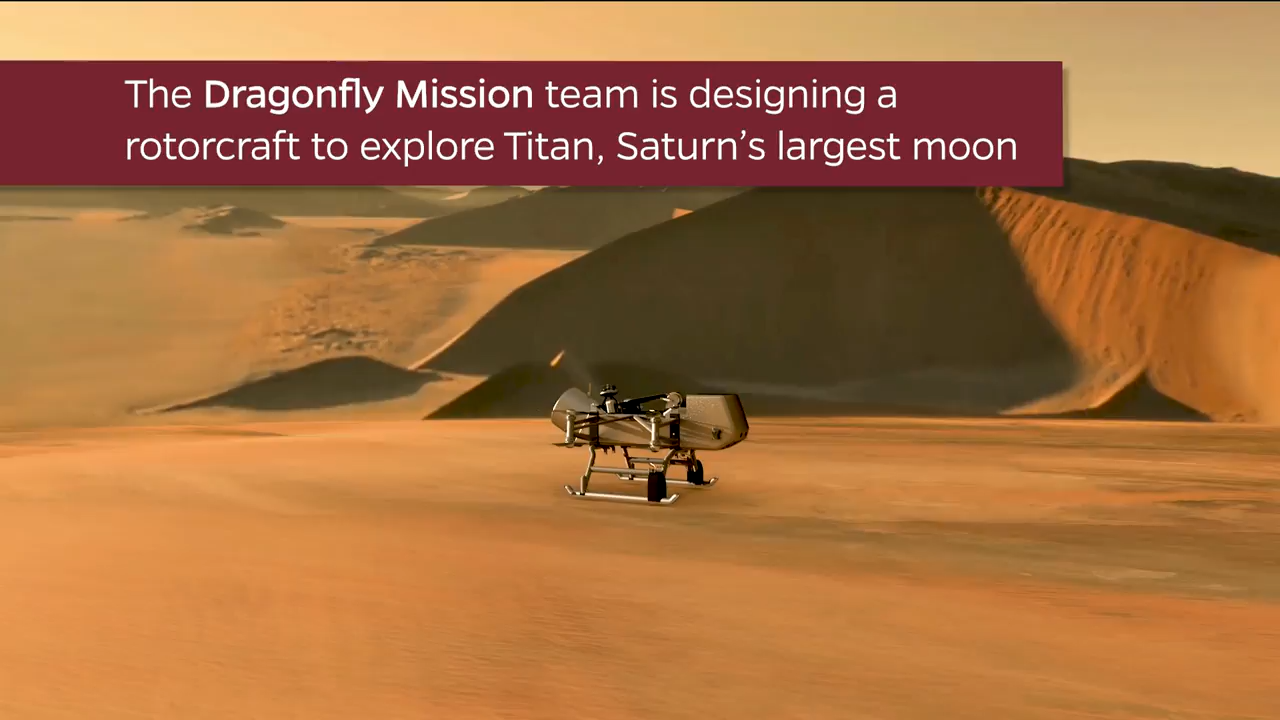 The Dragonfly Mission team is designing a
rotorcraft to explore Titan, Saturn’s largest moon